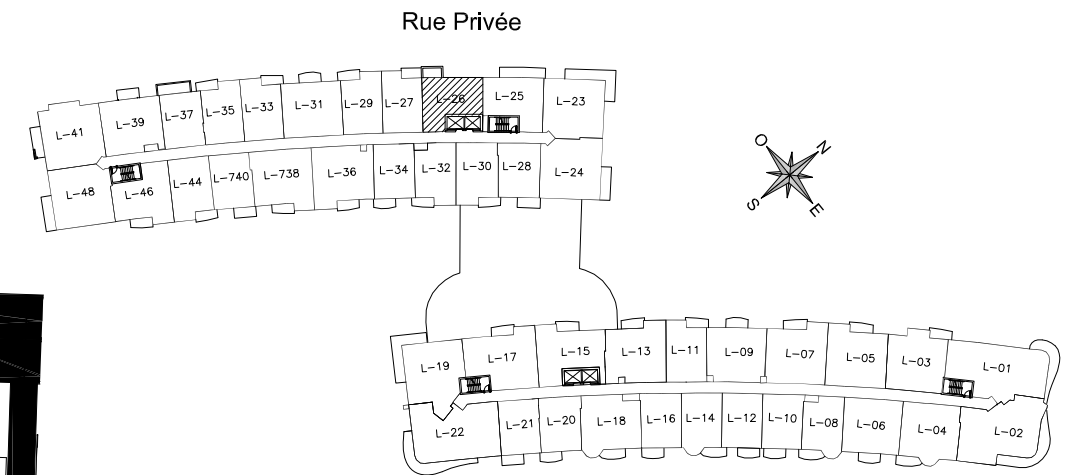 Rue Privée
L-41 L-39 L-37 L-35 L-33 L-31 L-29 L-27 L-26 L-25 L-23
L-48 L-46 L-44 L-740 L-738 L-36 L-34 L-32 L-30 L-28 L-24
O N
S E
L-19 L-17 L-15 L-13 L-11 L-09 L-07 L-05 L-03 L-01
L-22 L-21 L-20 L-18 L-16 L-14 L-12 L-10 L-08 L-06 L-04 L-02